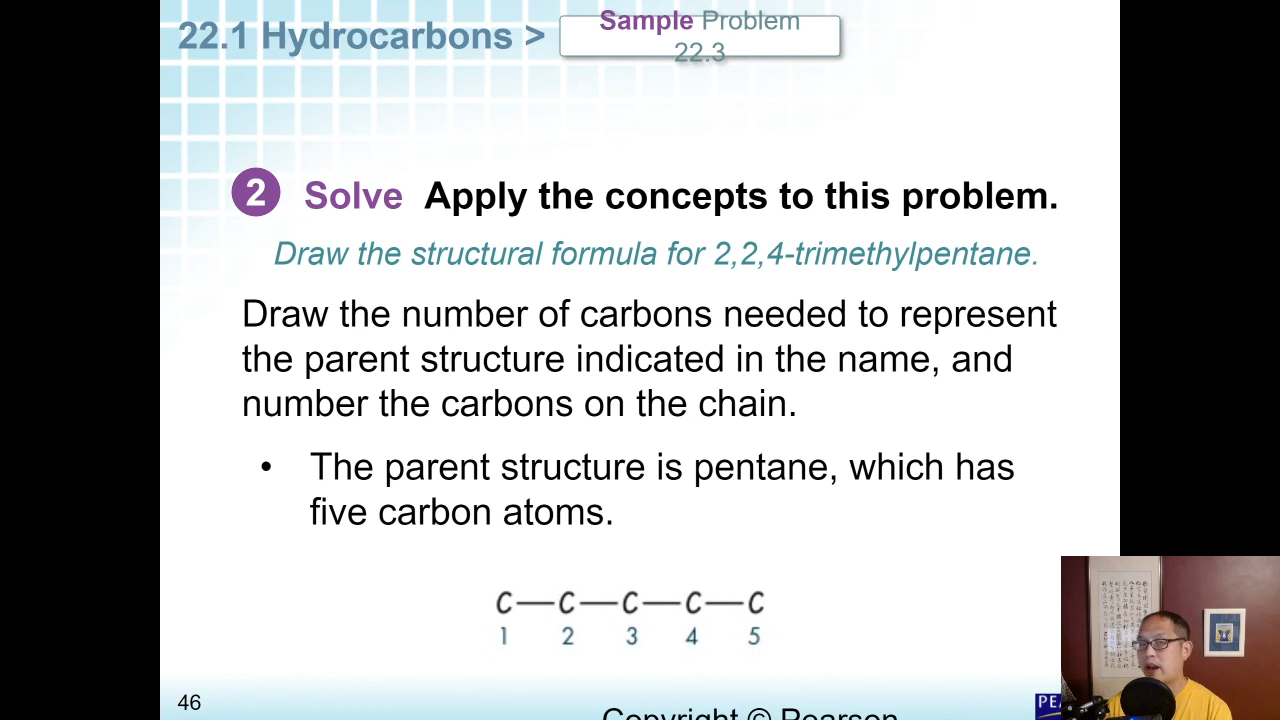 22.1 Hydrocarbons >
Sample Problem
22.3
2 Solve Apply the concepts to this problem.
Draw the structural formula for 2,2,4-trimethylpentane.
Draw the number of carbons needed to represent
the parent structure indicated in the name, and
number the carbons on the chain.
• The parent structure is pentane, which has
five carbon atoms.
C—C—C—C—C
1 2 3 4 5
46
Copyright © Pearson
PE